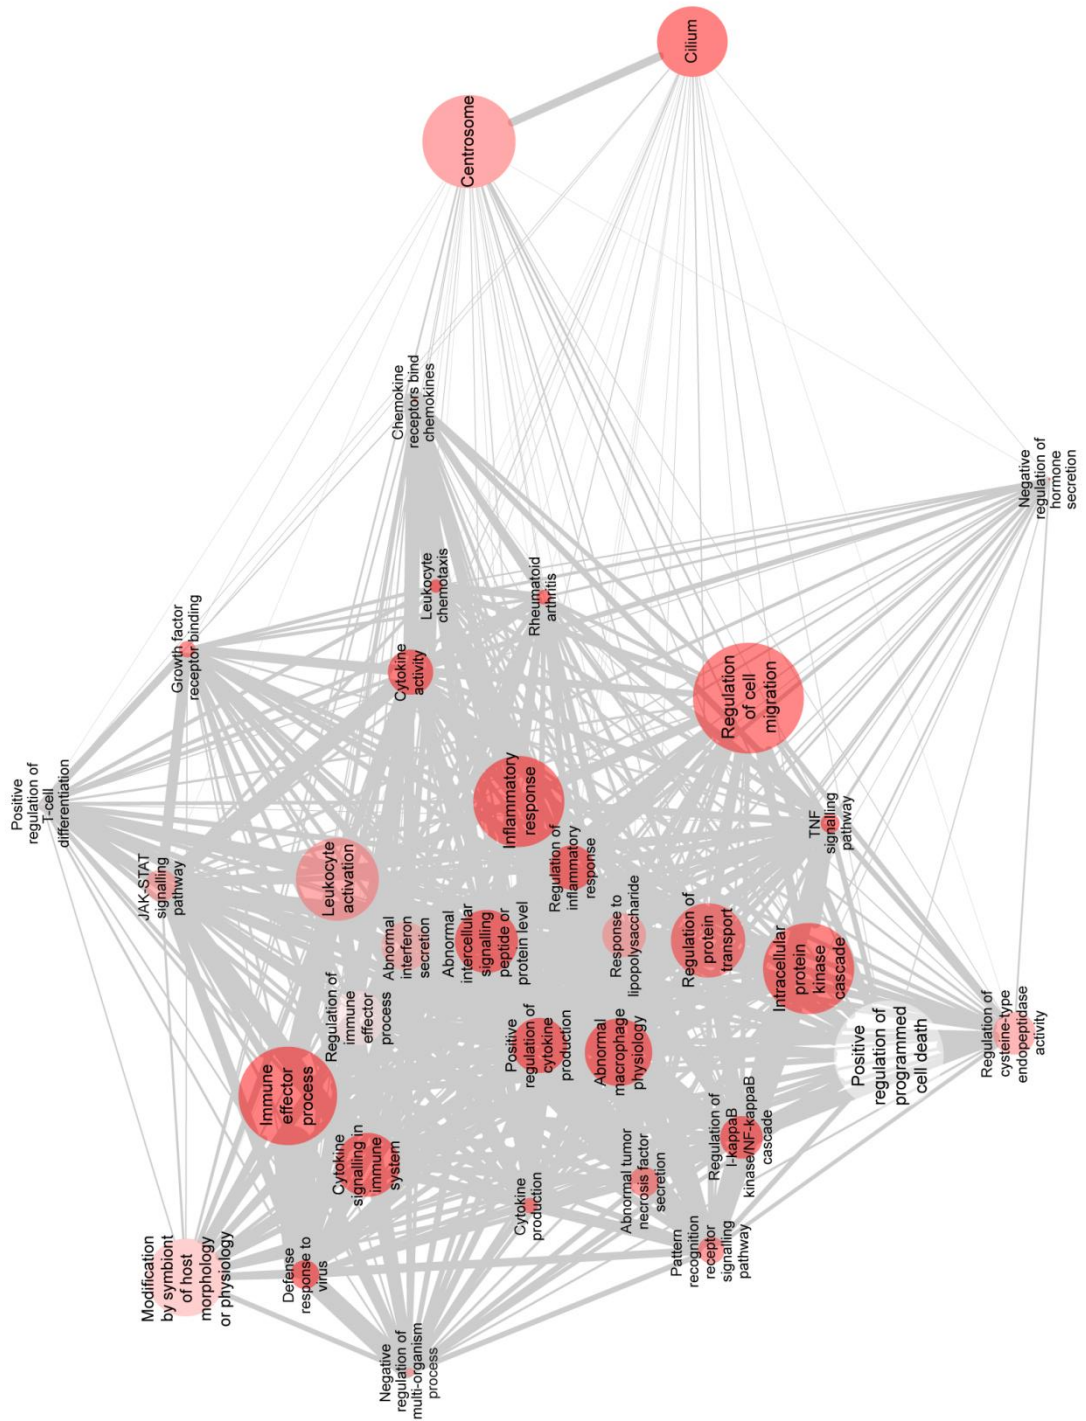 Positive
regulation of
T-cell
differentiation
Modification
by symbiont
of host
morphology
or physiology
JAK-STAT
signalling
pathway
Growth factor
receptor binding
Immune
effector
process
Defense
response to
virus
Leukocyte
activation
Regulation of
immune
effector
process
Cytokine
signalling in
immune
system
Negative
regulation of
multi-organism
process
Abnormal
interferon
secretion
Cytokine
activity
Chemokine
receptors bind
chemokines
Leukocyte
chemotaxis
Abnormal
intercellular
signalling
peptide or
protein level
Centrosome
Inflammatory
response
Positive
regulation of
cytokine
production
Cytokine
production
Rheumatoid
arthritis
Regulation of
inflammatory
response
Abnormal
macrophage
physiology
Response to
lipopolysaccharide
Abnormal tumor
necrosis factor
secretion
Pattern
recognition
receptor
signalling
pathway
Regulation of
protein
transport
Cilium
Regulation of
I-kappaB
kinase/NF-kappaB
cascade
Regulation
of cell
migration
Intracellular
protein
kinase
cascade
TNF
signalling
pathway
Positive
regulation of
programmed
cell death
Regulation of
cysteine-type
endopeptidase
activity
Negative
regulation of
hormone
secretion